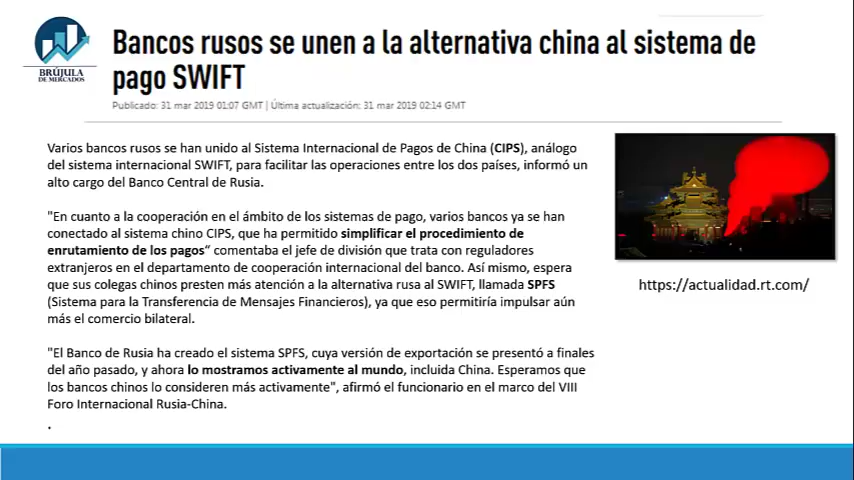 BRÚJULA
DE MERCADOS
Bancos rusos se unen a la alternativa china al sistema de
pago SWIFT
Publicado: 31 mar 2019 01:07 GMT | Última actualización: 31 mar 2019 02:14 GMT
Varios bancos rusos se han unido al Sistema Internacional de Pagos de China (CIPS), análogo
del sistema internacional SWIFT, para facilitar las operaciones entre los dos países, informó un
alto cargo del Banco Central de Rusia.
"En cuanto a la cooperación en el ámbito de los sistemas de pago, varios bancos ya se han
conectado al sistema chino CIPS, que ha permitido simplificar el procedimiento de
enrutamiento de los pagos“ comentaba el jefe de división que trata con reguladores
extranjeros en el departamento de cooperación internacional del banco. Así mismo, espera
que sus colegas chinos presten más atención a la alternativa rusa al SWIFT, llamada SPFS
(Sistema para la Transferencia de Mensajes Financieros), ya que eso permitiría impulsar aún
más el comercio bilateral.
"El Banco de Rusia ha creado el sistema SPFS, cuya versión de exportación se presentó a finales
del año pasado, y ahora lo mostramos activamente al mundo, incluida China. Esperamos que
los bancos chinos lo consideren más activamente", afirmó el funcionario en el marco del VIII
Foro Internacional Rusia-China.
.
https://actualidad.rt.com/